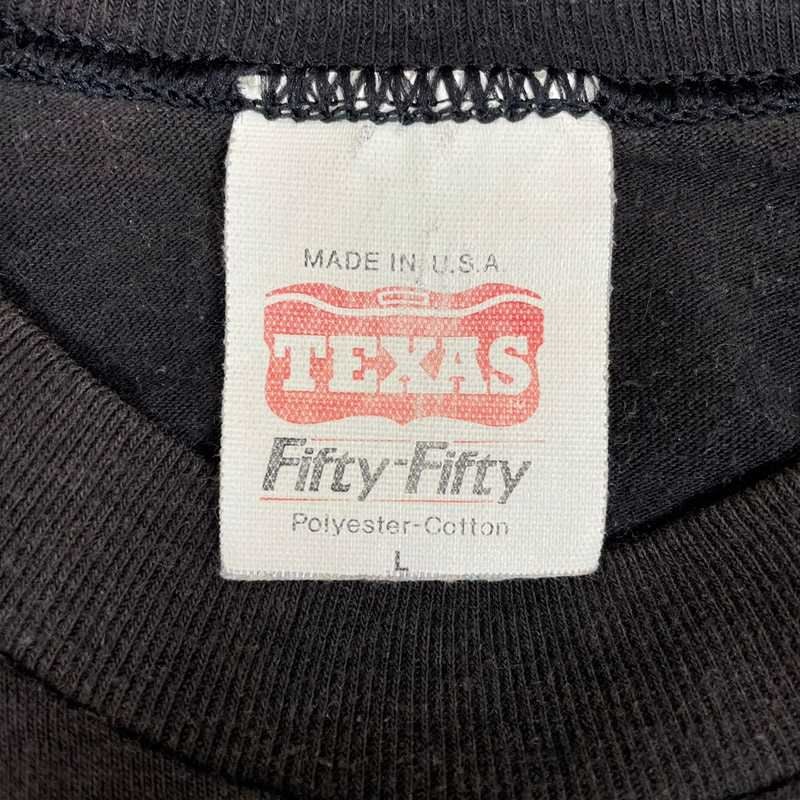 MADE IN U.S.A.
TEXAS
Fifty-Fifty
Polyester-Cotton
L